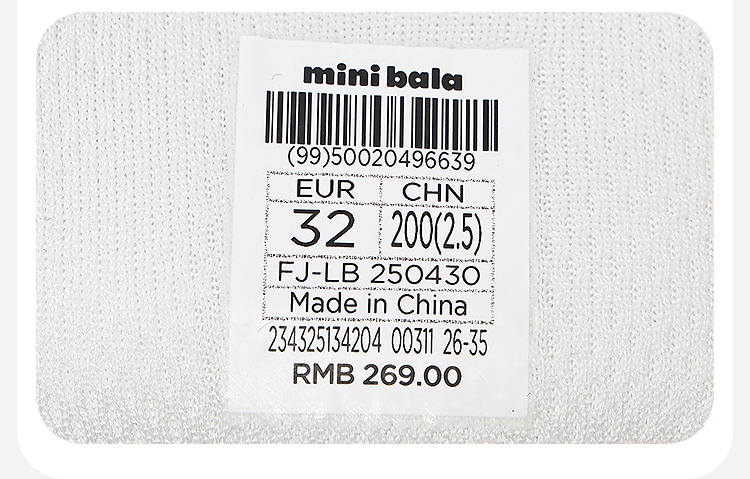 mini bala
(99)50020496639
EUR CHN
32 200(2.5)
FJ-LB 250430
Made in China
234325134204 00311 26-35
RMB 269.00